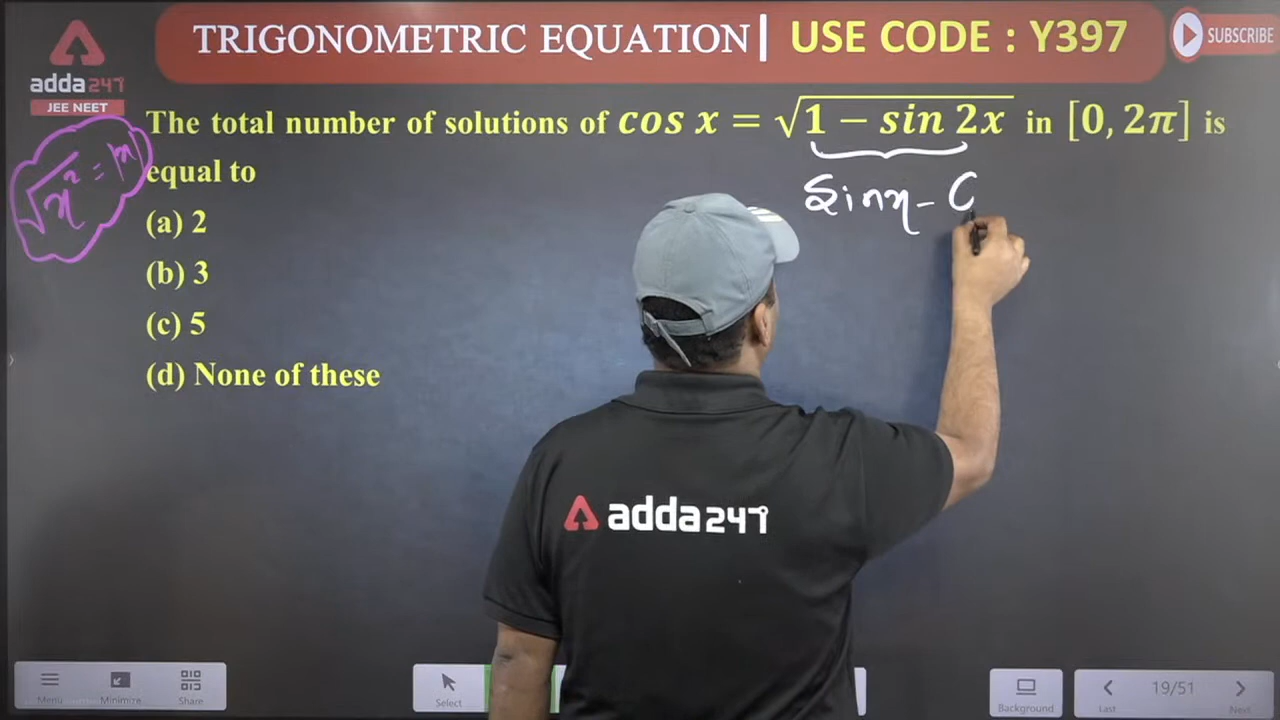 TRIGONOMETRIC EQUATION | USE CODE : Y397
SUBSCRIBE
adda247
JEE NEET
The total number of solutions of cos x = √(1 − sin 2x) in [0, 2π] is
equal to
√x² = |x|
sinx - C
(a) 2
(b) 3
(c) 5
(d) None of these
adda247
Menu Minimize Share Select Background Last 19/51 Next